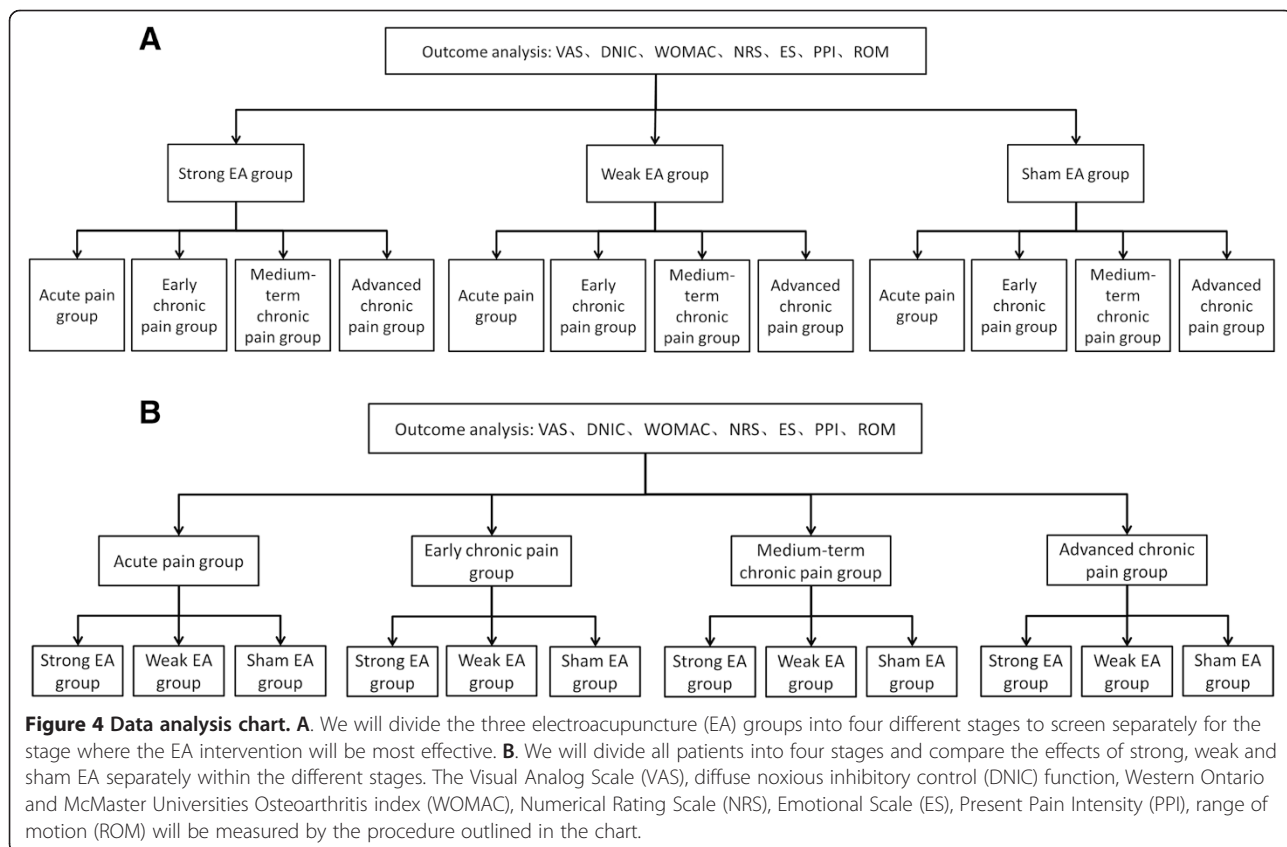 A
Outcome analysis: VAS、DNIC、WOMAC、NRS、ES、PPI、ROM
Strong EA group
Weak EA group
Sham EA group
Acute pain
group
Early
chronic
pain group
Medium-
term
chronic
pain group
Advanced
chronic
pain group
Acute pain
group
Early
chronic
pain group
Medium-
term
chronic
pain group
Advanced
chronic
pain group
Acute pain
group
Early
chronic
pain group
Medium-
term
chronic
pain group
Advanced
chronic
pain group
B
Outcome analysis: VAS、DNIC、WOMAC、NRS、ES、PPI、ROM
Acute pain group
Early chronic pain
group
Medium-term
chronic pain group
Advanced chronic
pain group
Strong EA
group
Weak EA
group
Sham EA
group
Strong EA
group
Weak EA
group
Sham EA
group
Strong EA
group
Weak EA
group
Sham EA
group
Strong EA
group
Weak EA
group
Sham EA
group
Figure 4 Data analysis chart. A. We will divide the three electroacupuncture (EA) groups into four different stages to screen separately for the
stage where the EA intervention will be most effective. B. We will divide all patients into four stages and compare the effects of strong, weak and
sham EA separately within the different stages. The Visual Analog Scale (VAS), diffuse noxious inhibitory control (DNIC) function, Western Ontario
and McMaster Universities Osteoarthritis index (WOMAC), Numerical Rating Scale (NRS), Emotional Scale (ES), Present Pain Intensity (PPI), range of
motion (ROM) will be measured by the procedure outlined in the chart.